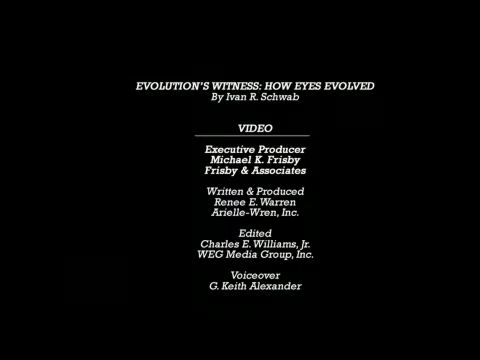 EVOLUTION'S WITNESS: HOW EYES EVOLVED
By Ivan R. Schwab
VIDEO
Executive Producer
Michael K. Frisby
Frisby & Associates
Written & Produced
Renee E. Warren
Arielle-Wren, Inc.
Edited
Charles E. Williams, Jr.
WEG Media Group, Inc.
Voiceover
G. Keith Alexander